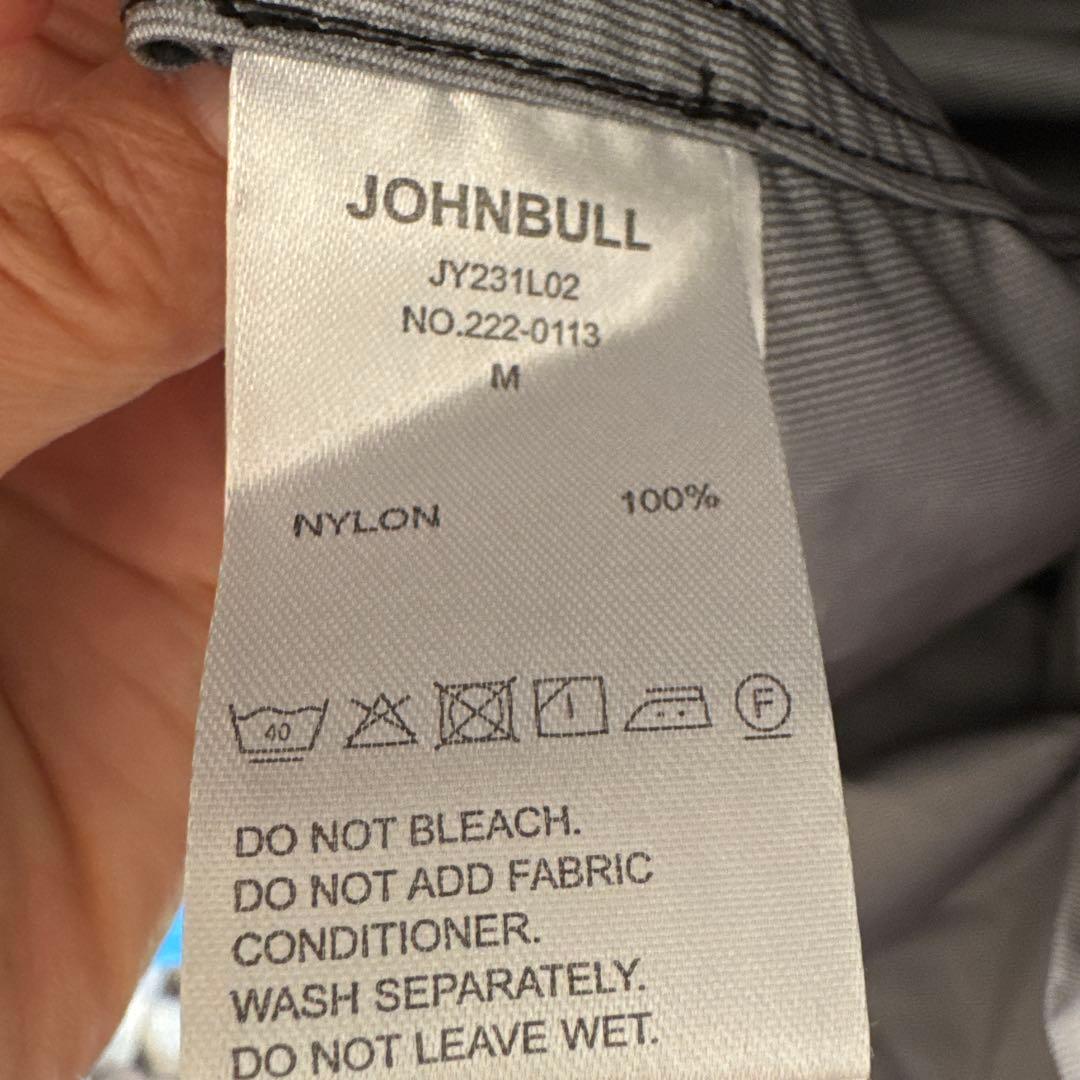 JOHNBULL
JY231L02
NO.222-0113
M
NYLON 100%
40 F
DO NOT BLEACH.
DO NOT ADD FABRIC
CONDITIONER.
WASH SEPARATELY.
DO NOT LEAVE WET.